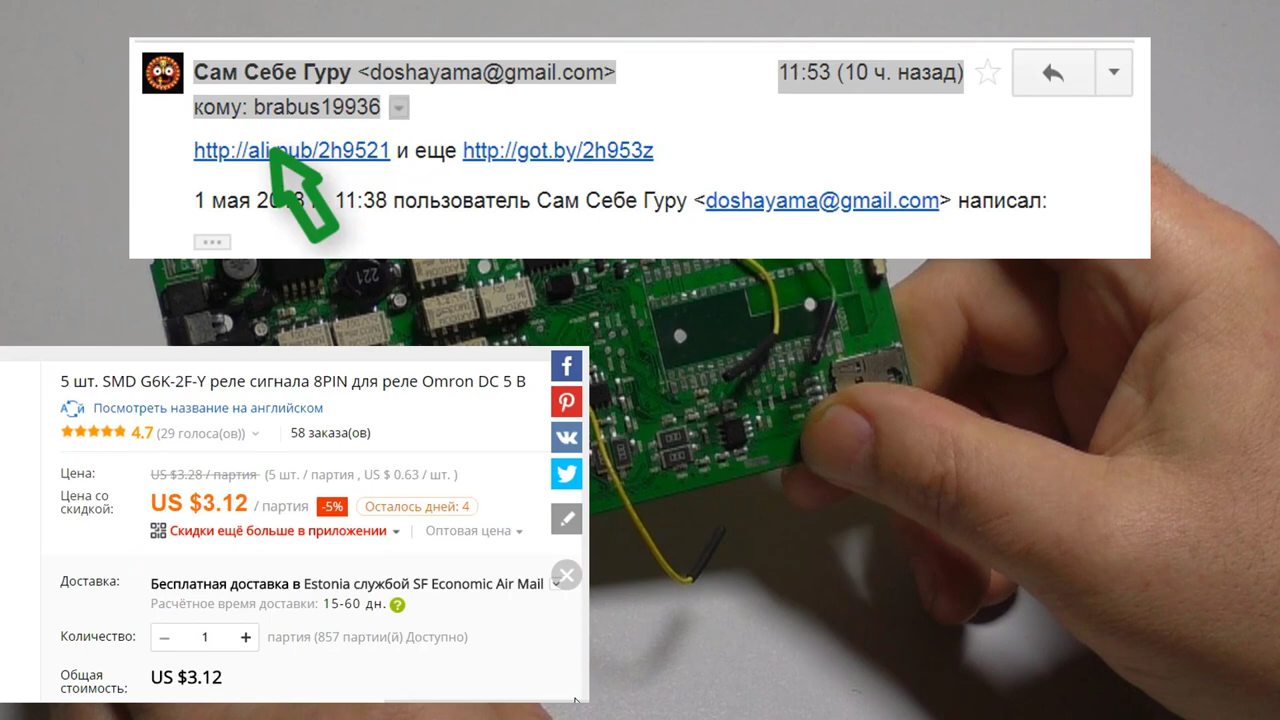 Сам Себе Гуру <doshayama@gmail.com> 11:53 (10 ч. назад)
кому: brabus19936
http://ali.pub/2h9521 и еще http://got.by/2h953z
1 мая 2018 г., 11:38 пользователь Сам Себе Гуру <doshayama@gmail.com> написал:
221
5 шт. SMD G6K-2F-Y реле сигнала 8PIN для реле Omron DC 5 В
Посмотреть название на английском
4.7 (29 голоса(ов)) 58 заказа(ов)
Цена: US $3.28 / партия (5 шт. / партия , US $ 0.63 / шт. )
Цена со скидкой: US $3.12 / партия -5% Осталось дней: 4
Скидки ещё больше в приложении Оптовая цена
Доставка: Бесплатная доставка в Estonia службой SF Economic Air Mail
Расчётное время доставки: 15-60 дн. ?
Количество: − 1 + партия (857 партии(й) Доступно)
Общая стоимость: US $3.12